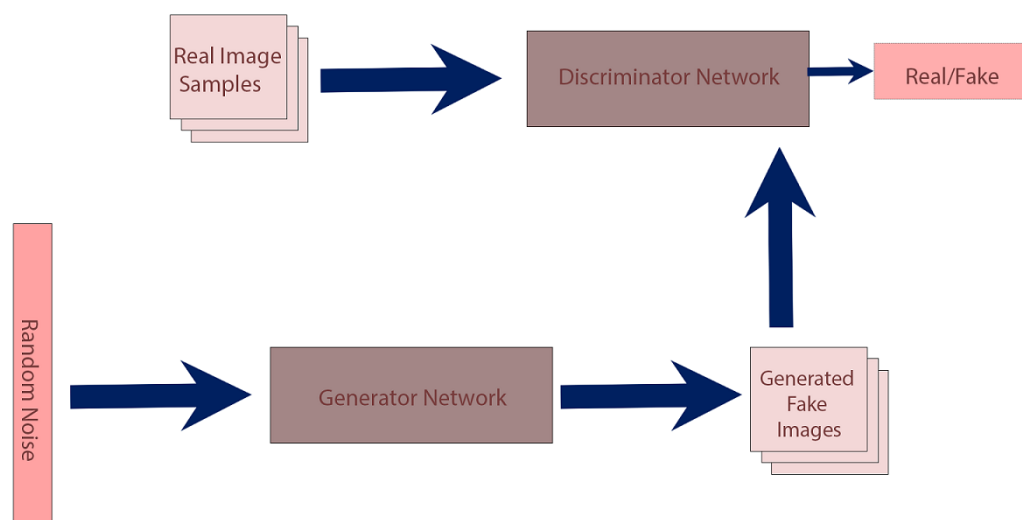 Real Image
Samples
Discriminator Network
Real/Fake
Random Noise
Generator Network
Generated
Fake
Images